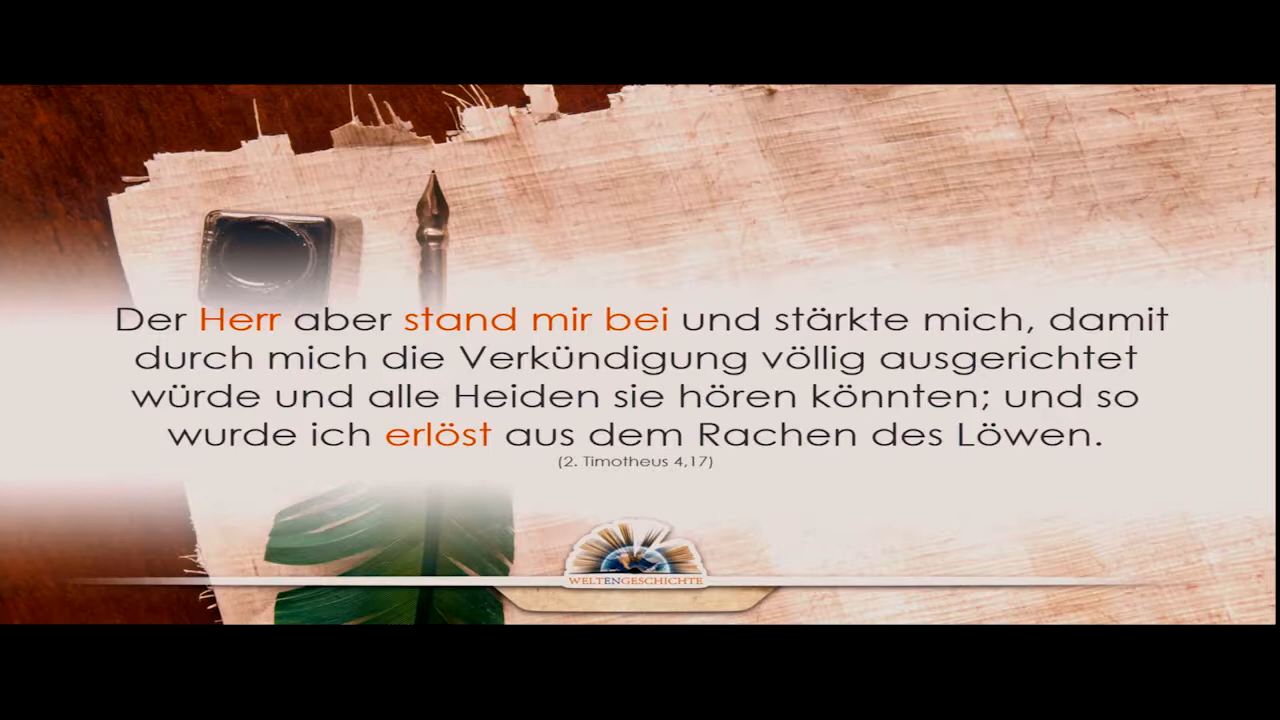 Der Herr aber stand mir bei und stärkte mich, damit
durch mich die Verkündigung völlig ausgerichtet
würde und alle Heiden sie hören könnten; und so
wurde ich erlöst aus dem Rachen des Löwen.
(2. Timotheus 4,17)
WELTENGESCHICHTE